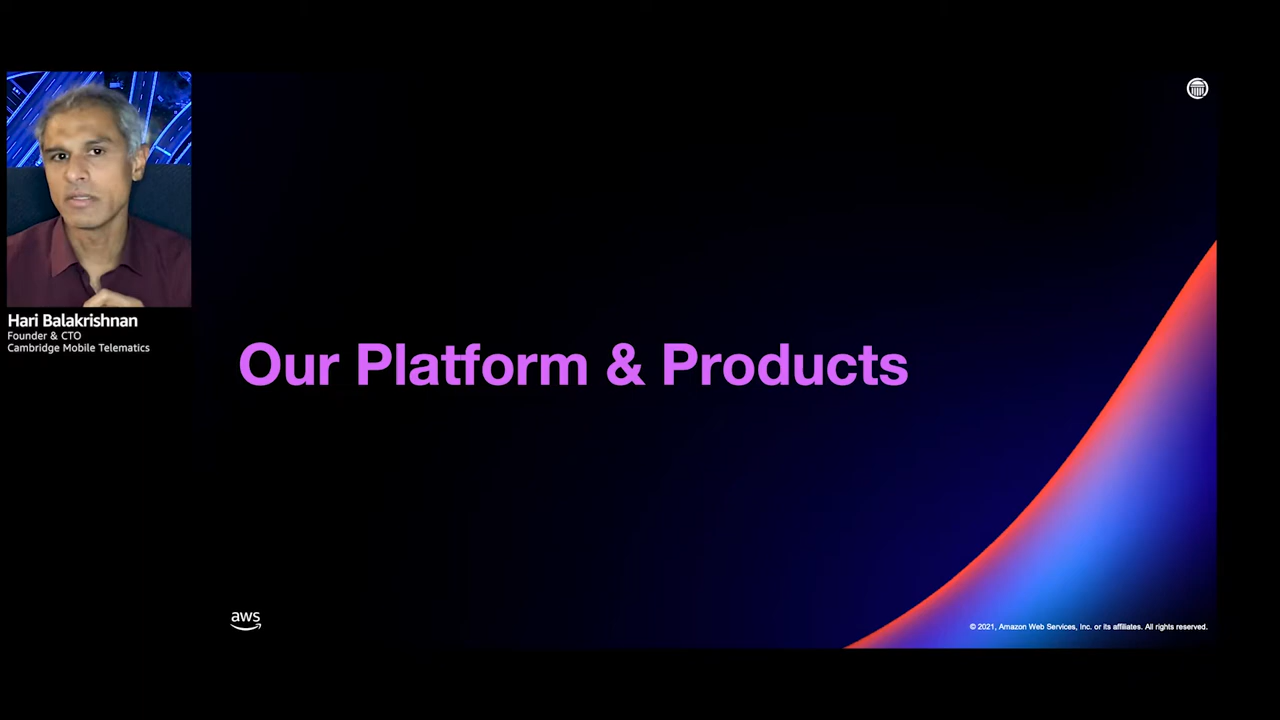 Hari Balakrishnan
Founder & CTO
Cambridge Mobile Telematics
Our Platform & Products
aws
© 2021, Amazon Web Services, Inc. or its affiliates. All rights reserved.